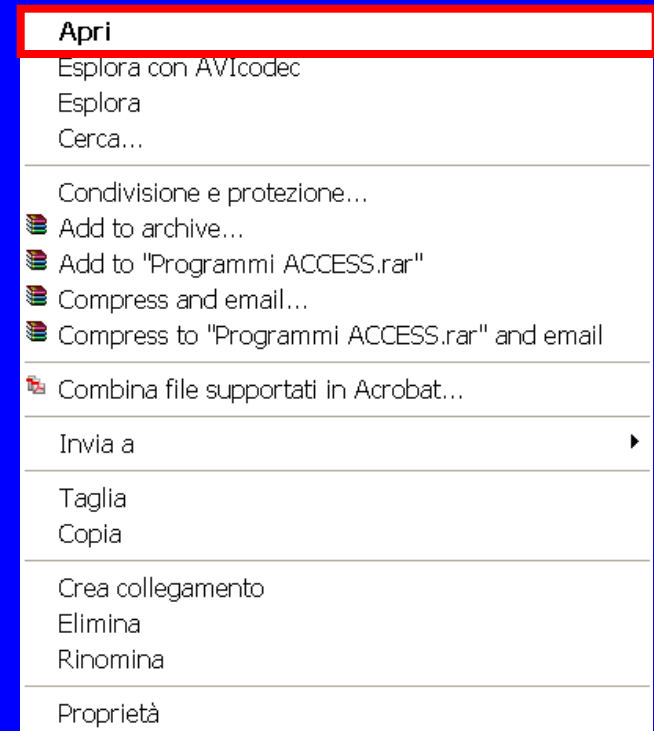 Apri
Esplora con AVIcodec
Esplora
Cerca...
Condivisione e protezione...
Add to archive...
Add to "Programmi ACCESS.rar"
Compress and email...
Compress to "Programmi ACCESS.rar" and email
Combina file supportati in Acrobat...
Invia a
Taglia
Copia
Crea collegamento
Elimina
Rinomina
Proprietà